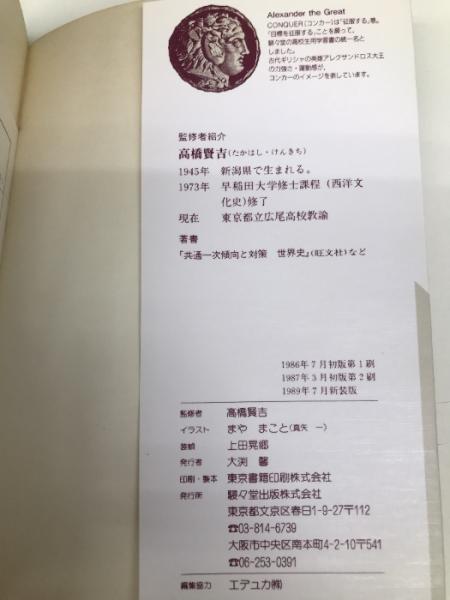 Alexander the Great
CONQUER〔コンカー〕は“征服する”意。
「目標を征服する」ことを願って、
駸々堂の高校生用学習書の統一名と
しました。
古代ギリシャの英雄アレクサンドロス大王
の力強さ・躍動感が、
コンカーのイメージを表しています。
監修者紹介
高橋賢吉(たかはし・けんきち)
1945年 新潟県で生まれる。
1973年 早稲田大学修士課程(西洋文
化史)修了
現在 東京都立広尾高校教諭
著書
『共通一次傾向と対策 世界史』(旺文社)など
1986年7月初版第1刷
1987年3月初版第2刷
1989年7月新装版
監修者 高橋賢吉
イラスト まや まこと(真矢 一)
装幀 上田晃郷
発行者 大渕 馨
印刷・製本 東京書籍印刷株式会社
発行所 駸々堂出版株式会社
東京都文京区春日1-9-27〒112
☎03-814-6739
大阪市中央区南本町4-2-10〒541
☎06-253-0391
編集協力 エデュカ㈱